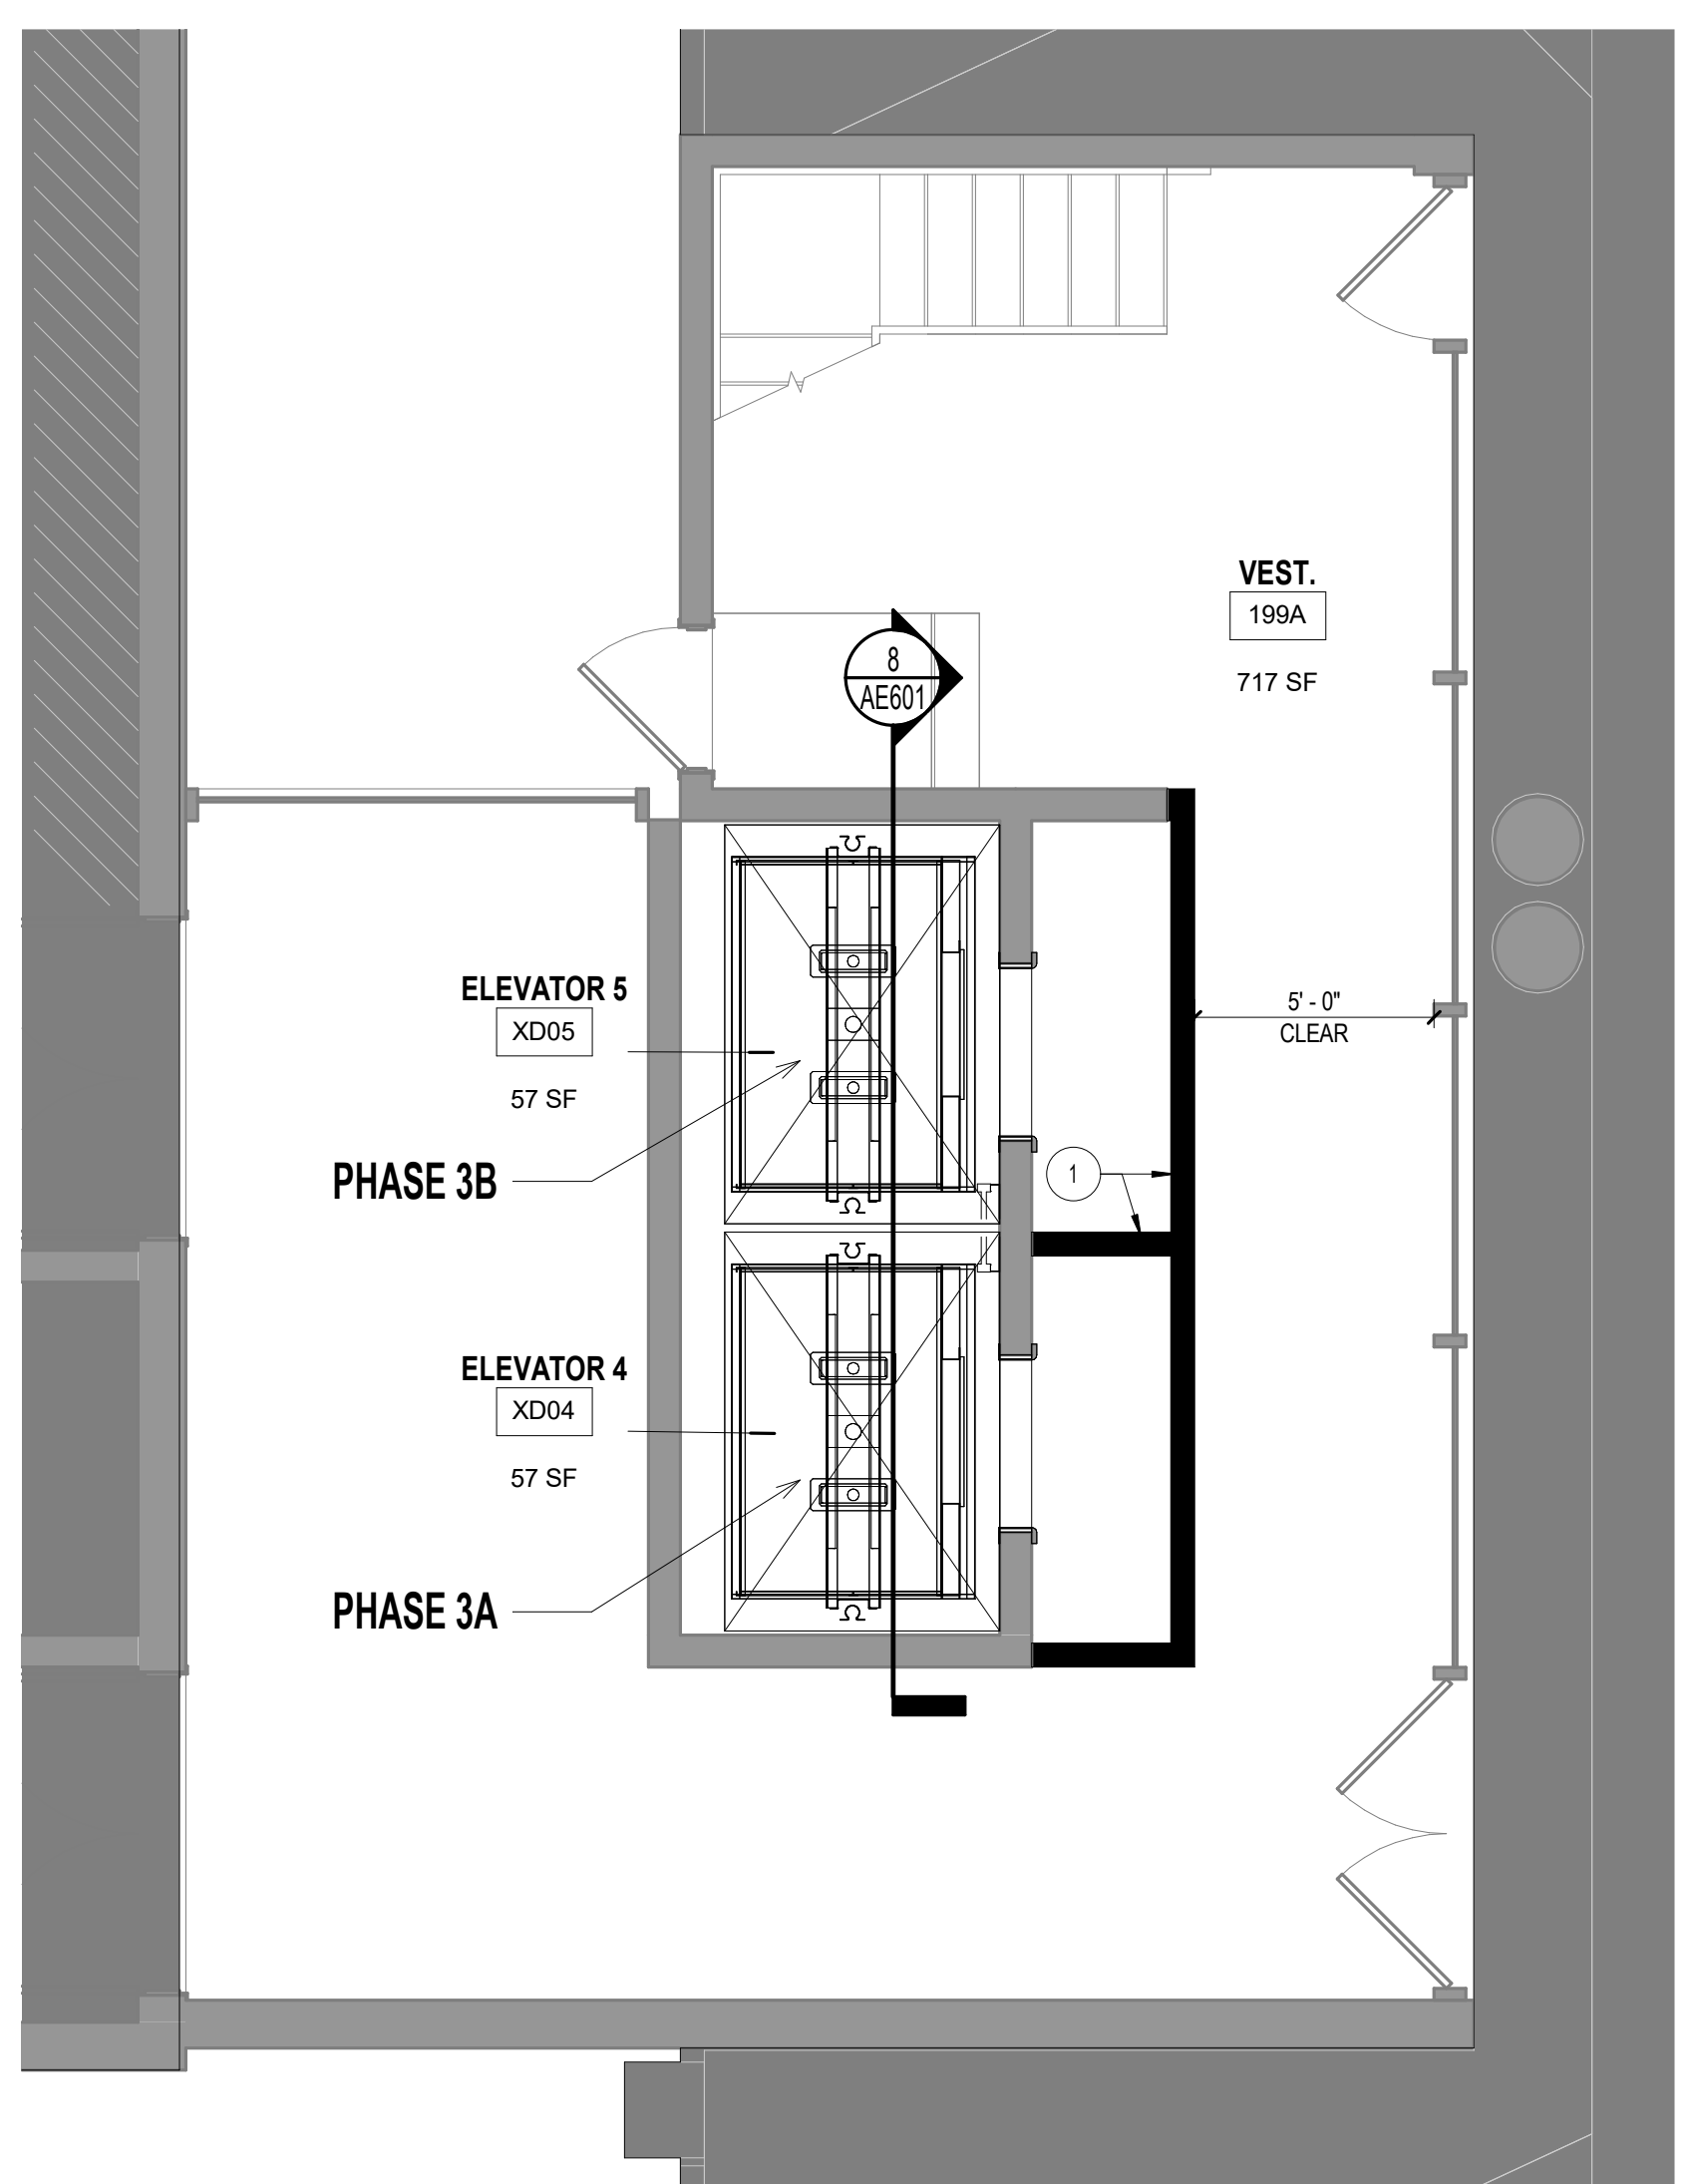 VEST.
199A
717 SF
8
AE601
ELEVATOR 5
XD05
57 SF
5' - 0"
CLEAR
PHASE 3B
1
ELEVATOR 4
XD04
57 SF
PHASE 3A